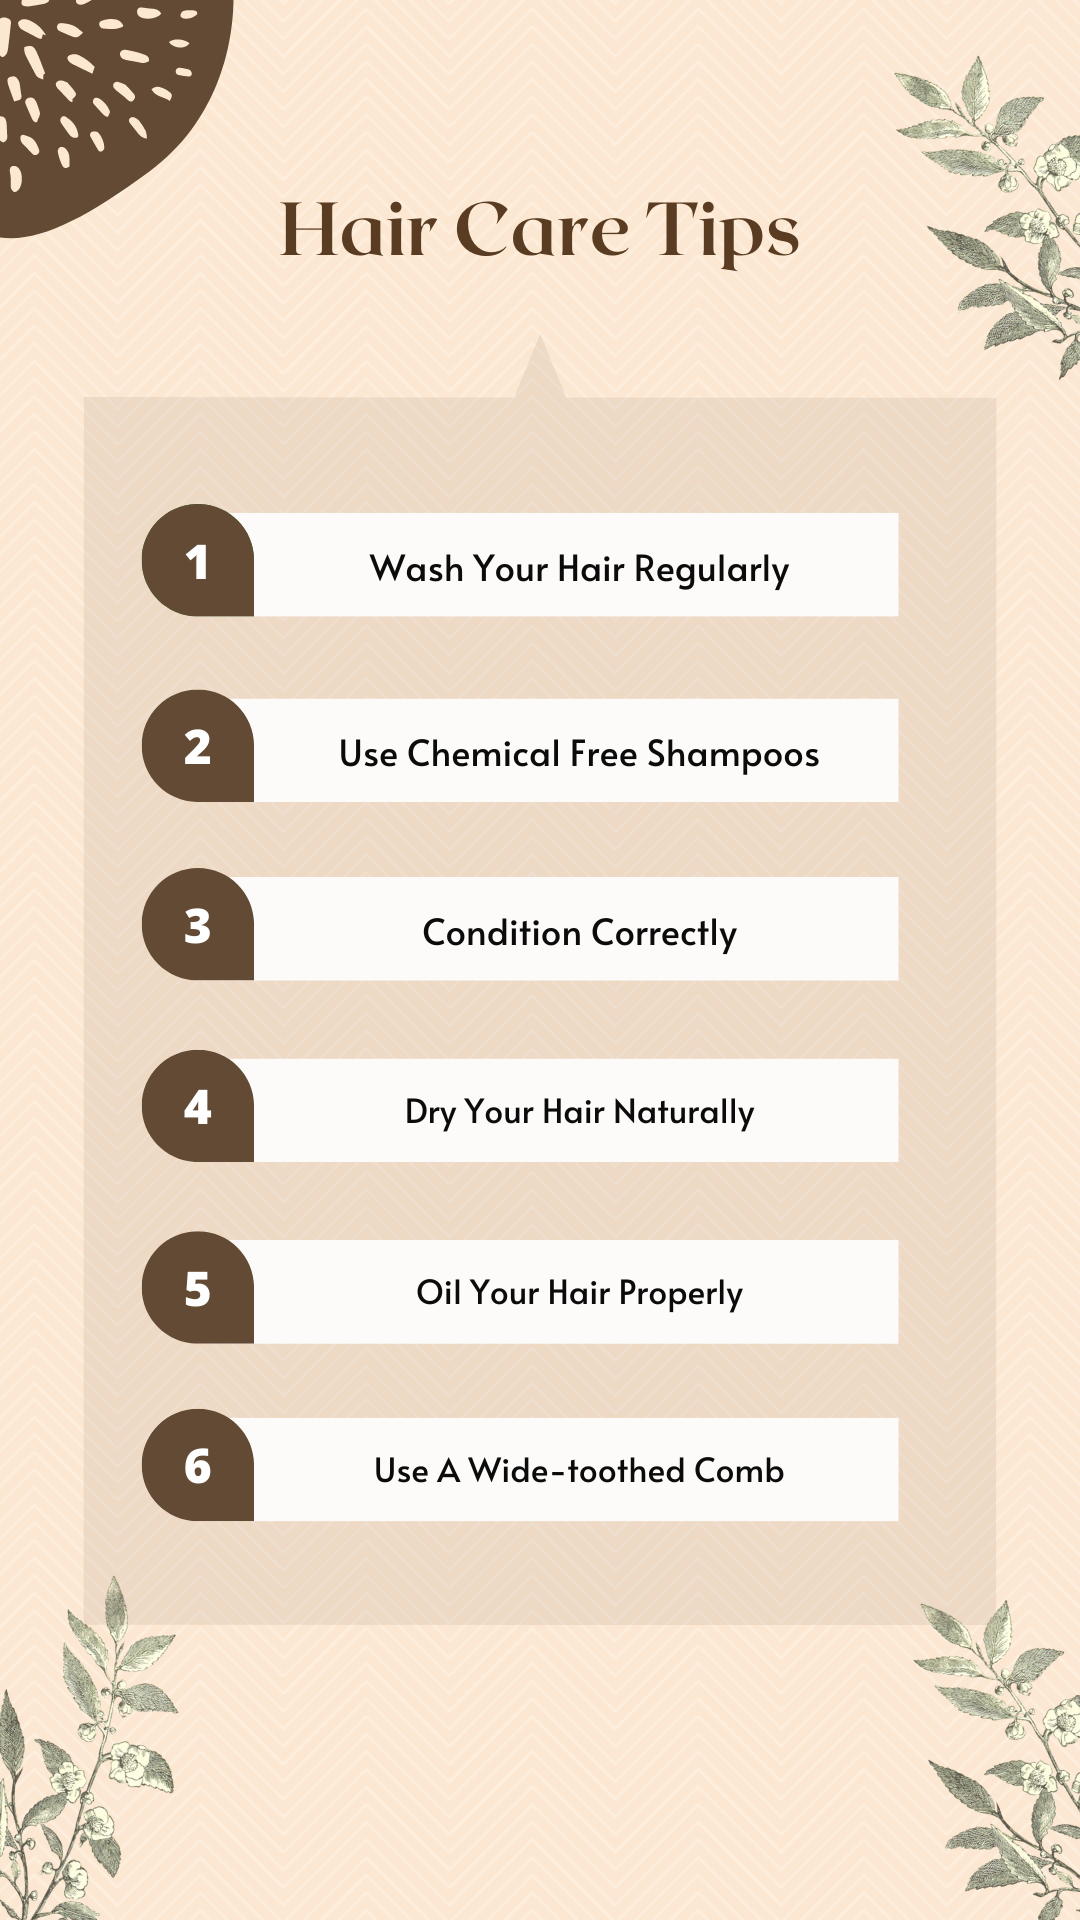 Hair Care Tips
1
Wash Your Hair Regularly
2
Use Chemical Free Shampoos
3
Condition Correctly
4
Dry Your Hair Naturally
5
Oil Your Hair Properly
6
Use A Wide-toothed Comb